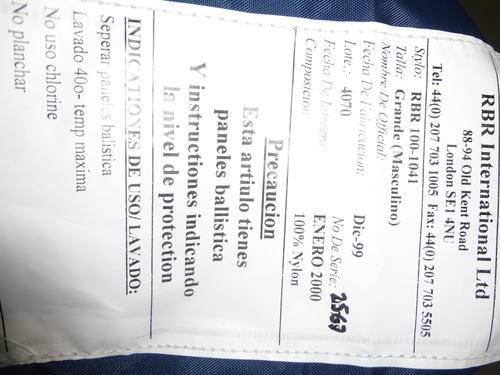 RBR International Ltd
88-94 Old Kent Road
London SE1 4NU
Tel: 44(0) 207 703 1005 Fax: 44(0) 207 703 5505
Stylo: RBR 100-1041
Talla: Grande (Masculino)
Nombre De Official:
Fecha De Fabricacion: Dic-99
Lote.: 4070 No De Serie: 2569
Fecha De ENERO 2000
Composicion: 100% Nylon
Precaucion
Esta artiulo tienes
paneles ballistica
Y instructiones indicando
la nivel de protection
INDICATIONES DE USO/ LAVADO:
Seperar paneles balistica
Lavado 40o- temp maxima
No uso chlorine
No planchar